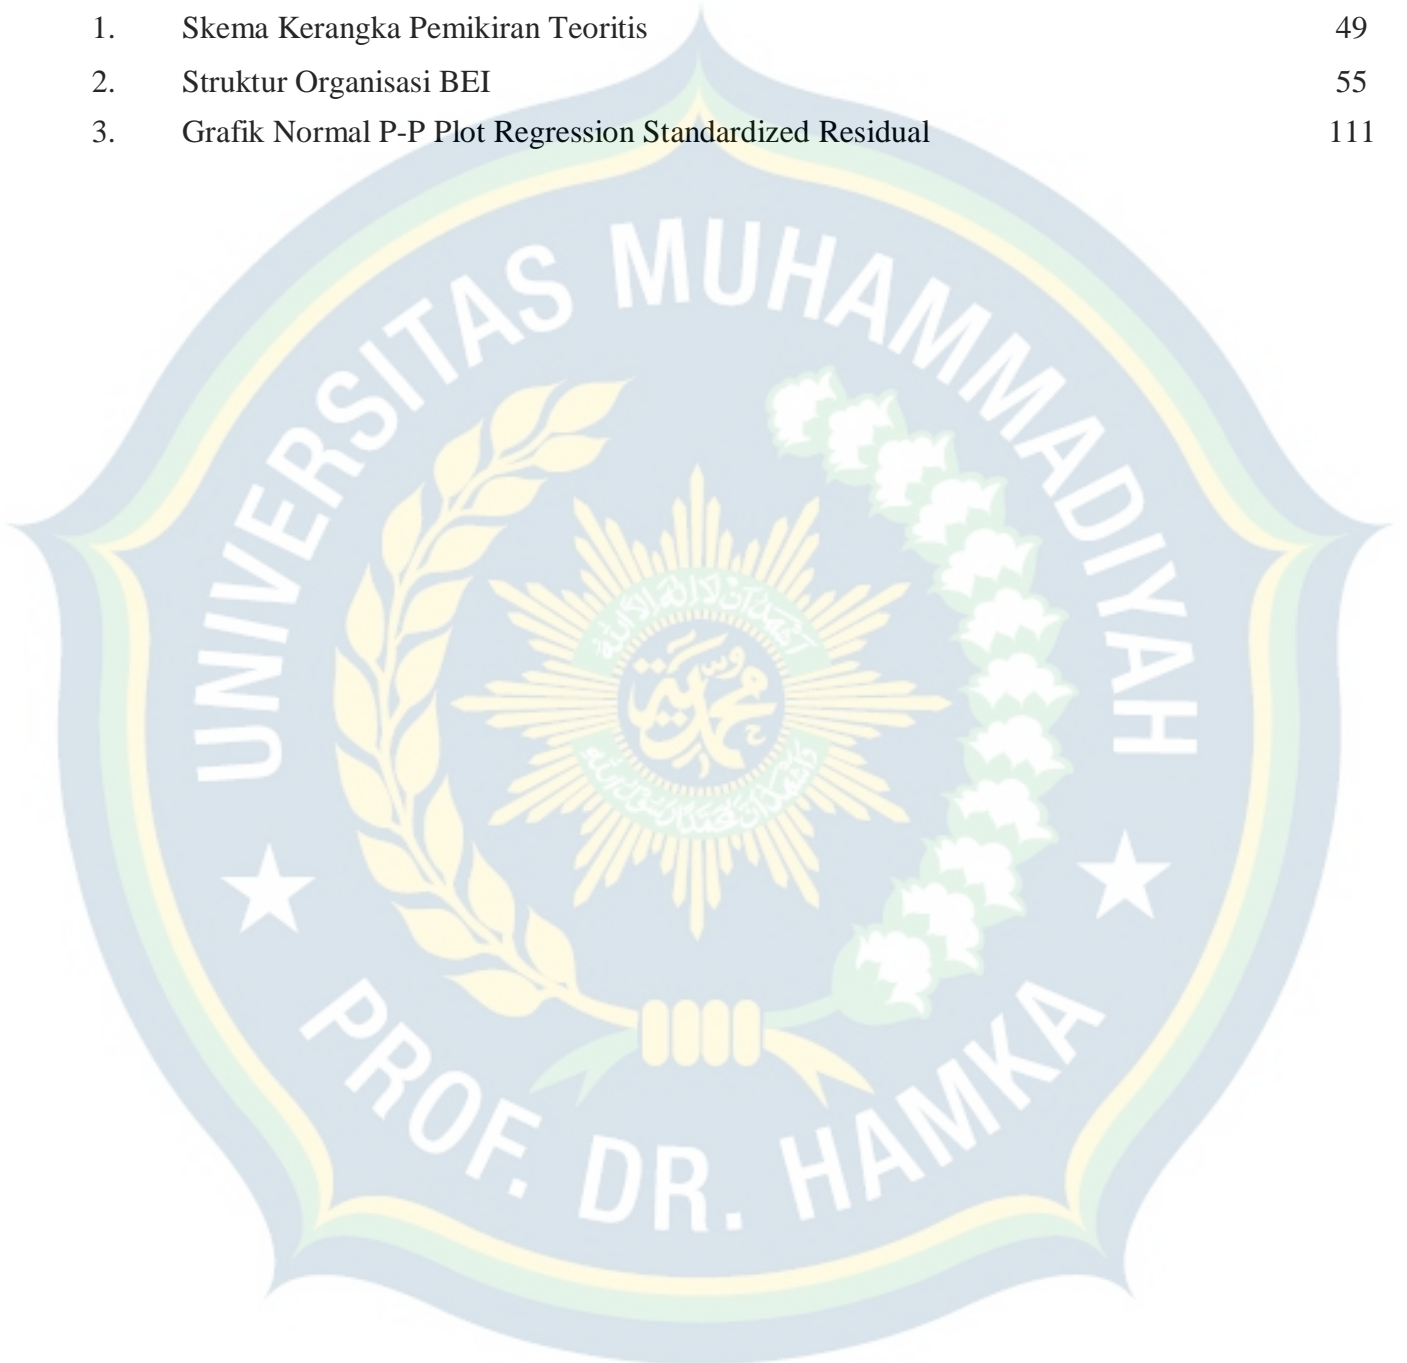 1. Skema Kerangka Pemikiran Teoritis 49
2. Struktur Organisasi BEI 55
3. Grafik Normal P-P Plot Regression Standardized Residual 111
UNIVERSITAS MUHAMMADIYAH
محمدية
PROF. DR. HAMKA